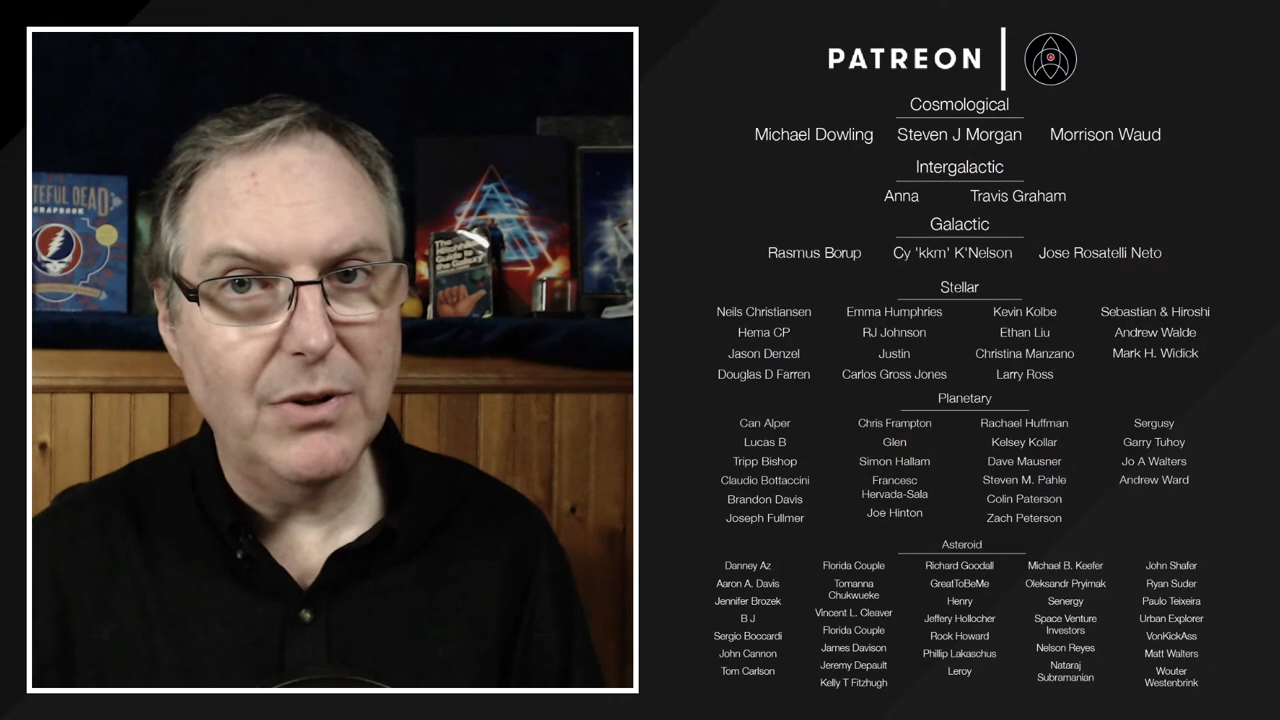 TEFUL DEAD
CRAPBOOK
The
Hitchhiker's
Guide to
the Galaxy
PATREON
Cosmological
Michael Dowling Steven J Morgan Morrison Waud
Intergalactic
Anna Travis Graham
Galactic
Rasmus Borup Cy 'kkm' K'Nelson Jose Rosatelli Neto
Stellar
Neils Christiansen Emma Humphries Kevin Kolbe Sebastian & Hiroshi
Hema CP RJ Johnson Ethan Liu Andrew Walde
Jason Denzel Justin Christina Manzano Mark H. Widick
Douglas D Farren Carlos Gross Jones Larry Ross
Planetary
Can Alper Chris Frampton Rachael Huffman Sergusy
Lucas B Glen Kelsey Kollar Garry Tuhoy
Tripp Bishop Simon Hallam Dave Mausner Jo A Walters
Claudio Bottaccini Francesc Steven M. Pahle Andrew Ward
Hervada-Sala
Brandon Davis Colin Paterson
Joseph Fullmer Joe Hinton Zach Peterson
Asteroid
Danney Az Florida Couple Richard Goodall Michael B. Keefer John Shafer
Aaron A. Davis Tomanna GreatToBeMe Oleksandr Pryimak Ryan Suder
Chukwueke
Jennifer Brozek Henry Senergy Paulo Teixeira
B J Vincent L. Cleaver Jeffery Hollocher Space Venture Urban Explorer
Investors
Sergio Boccardi Florida Couple Rock Howard VonKickAss
John Cannon James Davison Phillip Lakaschus Nelson Reyes Matt Walters
Tom Carlson Jeremy Depault Leroy Nataraj Wouter
Subramanian
Kelly T Fitzhugh Westenbrink